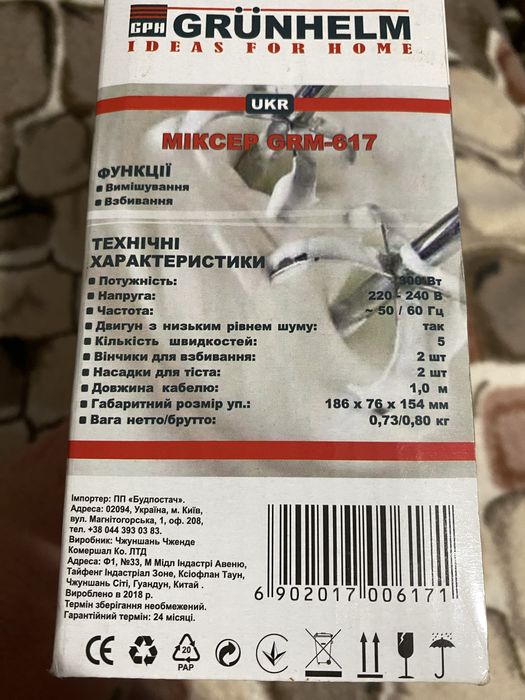 GPH GRÜNHELM
IDEAS FOR HOME
UKR
МІКСЕР GRM-617
ФУНКЦІЇ
Вимішування
Взбивання
ТЕХНІЧНІ
ХАРАКТЕРИСТИКИ
Потужність: 300 Вт
Напруга: 220 - 240 В
Частота: ~ 50 / 60 Гц
Двигун з низьким рівнем шуму: так
Кількість швидкостей: 5
Вінчики для взбивання: 2 шт
Насадки для тіста: 2 шт
Довжина кабелю: 1,0 м
Габаритний розмір уп.: 186 х 76 х 154 мм
Вага нетто/брутто: 0,73/0,80 кг
Імпортер: ПП «Будпостач».
Адреса: 02094, Україна, м. Київ,
вул. Магнітогорська, 1, оф. 208,
тел. +38 044 393 03 83.
Виробник: Чжуншань Чженде
Комершал Ко. ЛТД
Адреса: Ф1, №33, М Мідл Індастрі Авеню,
Тайфенг Індастріал Зоне, Ксіофлан Таун,
Чжуншань Сіті, Гуандун, Китай .
Вироблено в 2018 р.
Термін зберігання необмежений.
Гарантійний термін: 24 місяці.
6 902017 006171
CE
20
PAP